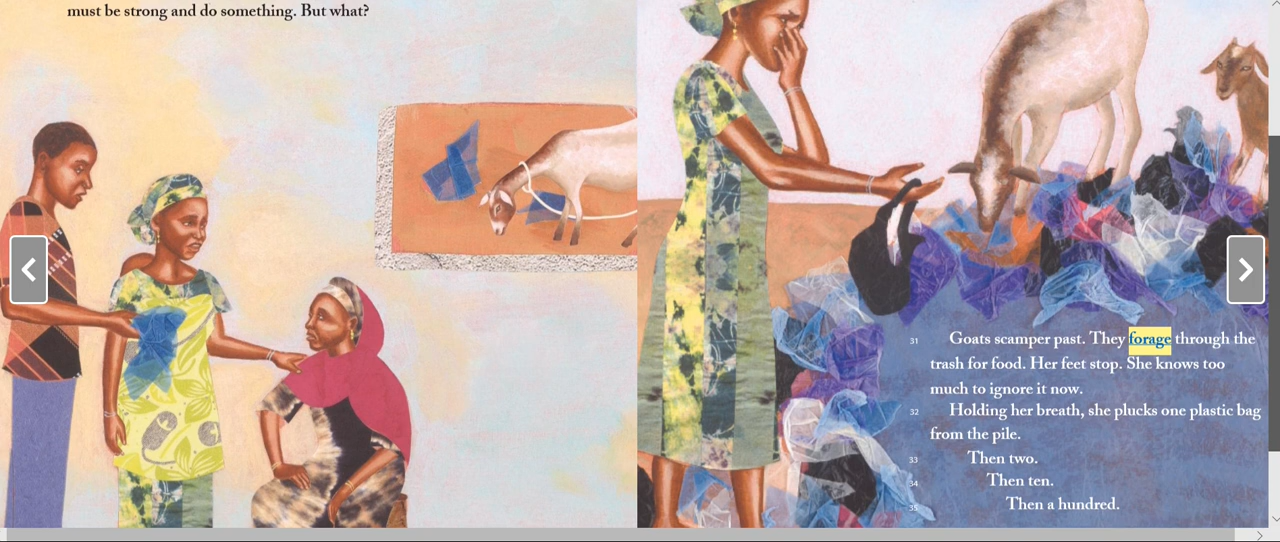 must be strong and do something. But what?
31 Goats scamper past. They forage through the
trash for food. Her feet stop. She knows too
much to ignore it now.
32 Holding her breath, she plucks one plastic bag
from the pile.
33 Then two.
34 Then ten.
35 Then a hundred.